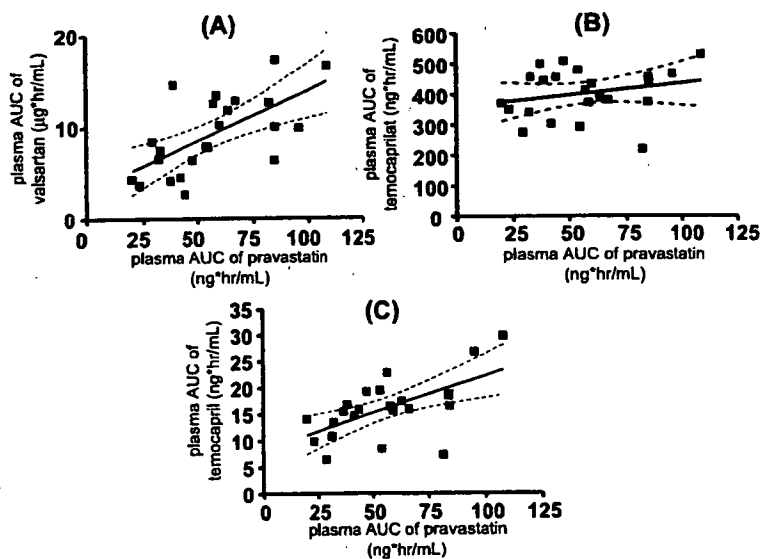 (A)
20
10
0
plasma AUC of
valsartan (μg*hr/mL)
0 25 50 75 100 125
plasma AUC of pravastatin
(ng*hr/mL)
(B)
600
500
400
300
200
100
0
plasma AUC of
temocaprilat (ng*hr/mL)
0 25 50 75 100 125
plasma AUC of pravastatin
(ng*hr/mL)
(C)
35
30
25
20
15
10
5
0
plasma AUC of
temocapril (ng*hr/mL)
0 25 50 75 100 125
plasma AUC of pravastatin
(ng*hr/mL)